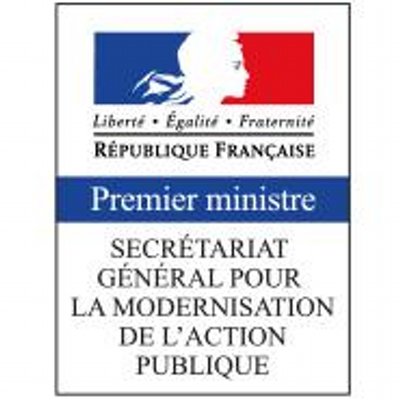 Liberté • Égalité • Fraternité
RÉPUBLIQUE FRANÇAISE
Premier ministre
SECRÉTARIAT
GÉNÉRAL POUR
LA MODERNISATION
DE L'ACTION
PUBLIQUE